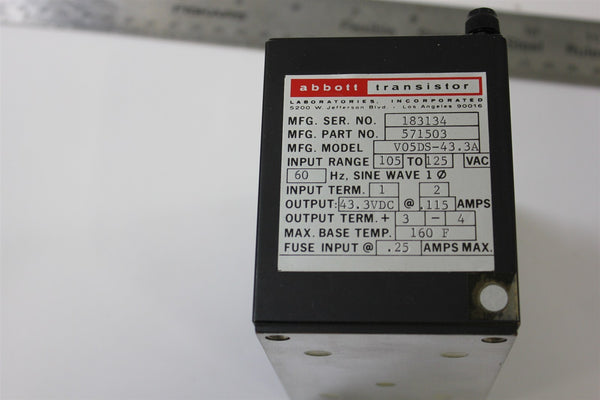 abbott transistor
LABORATORIES, INCORPORATED
5200 W. Jefferson Blvd. - Los Angeles 90016
MFG. SER. NO. 183134
MFG. PART NO. 571503
MFG. MODEL VO5DS-43.3A
INPUT RANGE 105 TO 125 VAC
60 Hz, SINE WAVE 1 Ø
INPUT TERM. 1 2
OUTPUT: 43.3VDC @ .115 AMPS
OUTPUT TERM. + 3 - 4
MAX. BASE TEMP. 160 F
FUSE INPUT @ .25 AMPS MAX.